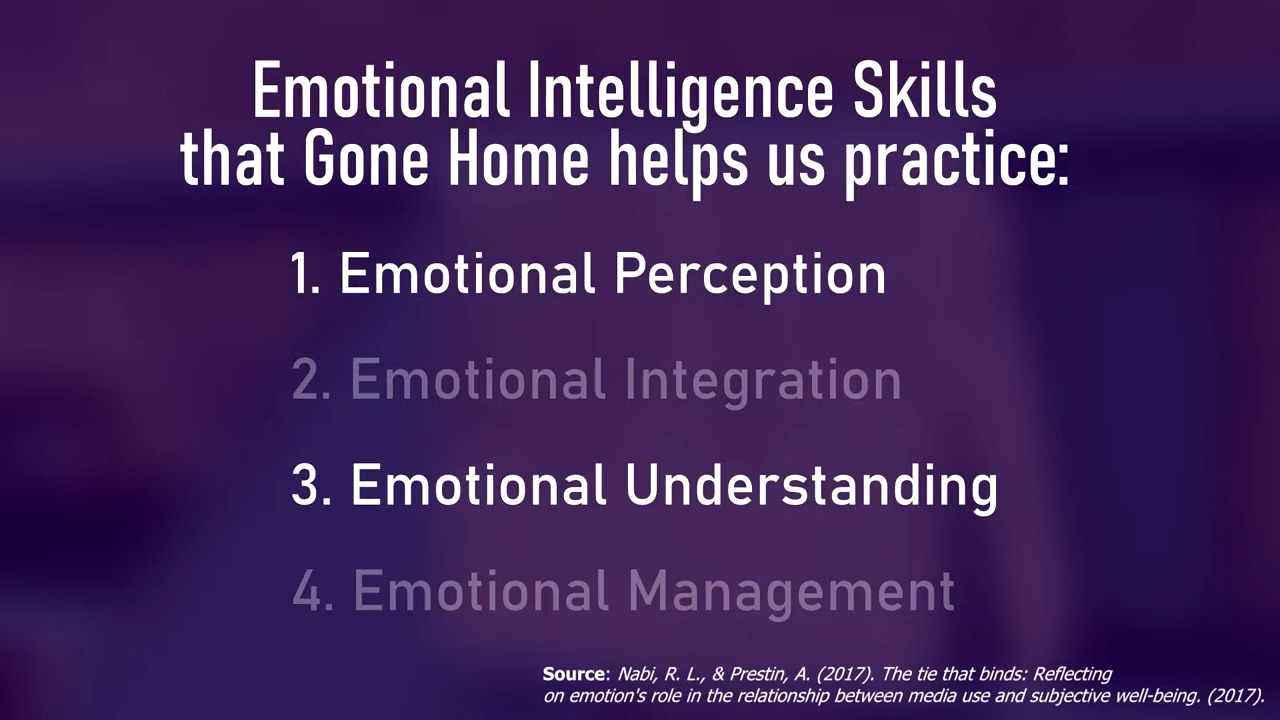 Emotional Intelligence Skills
that Gone Home helps us practice:
1. Emotional Perception
2. Emotional Integration
3. Emotional Understanding
4. Emotional Management
Source: Nabi, R. L., & Prestin, A. (2017). The tie that binds: Reflecting
on emotion's role in the relationship between media use and subjective well-being. (2017).